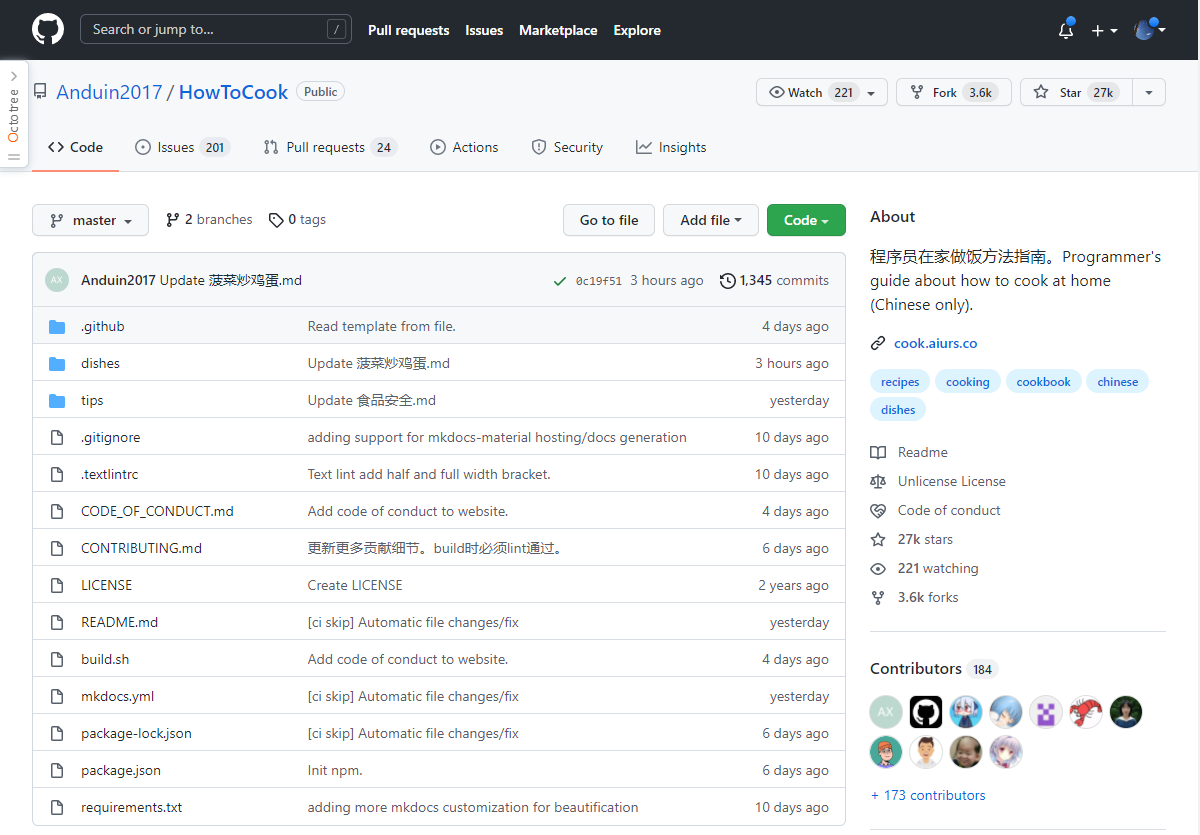 Search or jump to... / Pull requests Issues Marketplace Explore
Octotree
Anduin2017 / HowToCook Public Watch 221 Fork 3.6k Star 27k
Code Issues 201 Pull requests 24 Actions Security Insights
master 2 branches 0 tags Go to file Add file Code
AX Anduin2017 Update 菠菜炒鸡蛋.md 0c19f51 3 hours ago 1,345 commits
.github Read template from file. 4 days ago
dishes Update 菠菜炒鸡蛋.md 3 hours ago
tips Update 食品安全.md yesterday
.gitignore adding support for mkdocs-material hosting/docs generation 10 days ago
.textlintrc Text lint add half and full width bracket. 10 days ago
CODE_OF_CONDUCT.md Add code of conduct to website. 4 days ago
CONTRIBUTING.md 更新更多贡献细节。build时必须lint通过。 6 days ago
LICENSE Create LICENSE 2 years ago
README.md [ci skip] Automatic file changes/fix yesterday
build.sh Add code of conduct to website. 4 days ago
mkdocs.yml [ci skip] Automatic file changes/fix yesterday
package-lock.json [ci skip] Automatic file changes/fix 6 days ago
package.json Init npm. 6 days ago
requirements.txt adding more mkdocs customization for beautification 10 days ago
About
程序员在家做饭方法指南。Programmer's
guide about how to cook at home
(Chinese only).
cook.aiurs.co
recipes cooking cookbook chinese
dishes
Readme
Unlicense License
Code of conduct
27k stars
221 watching
3.6k forks
Contributors 184
AX
+ 173 contributors